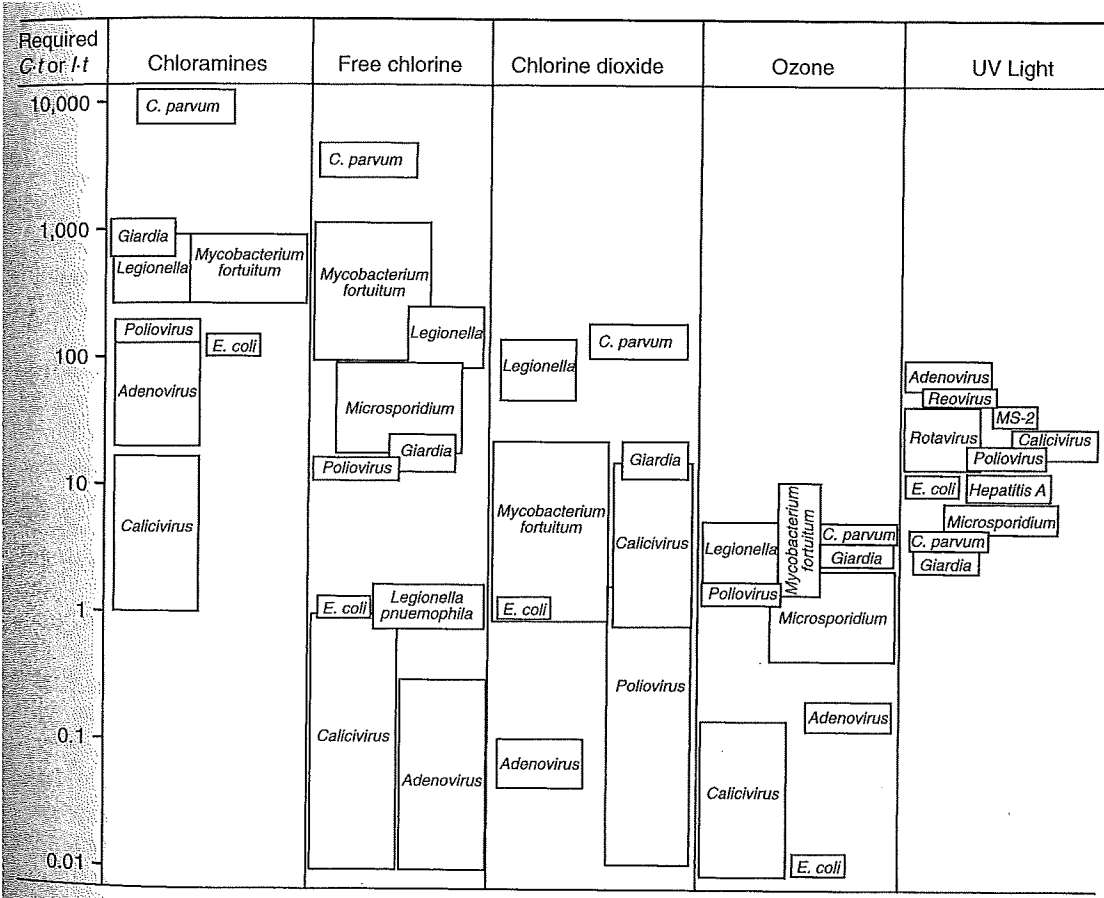 Required
C·t or I·t
Chloramines
Free chlorine
Chlorine dioxide
Ozone
UV Light
10,000
1,000
100
10
1
0.1
0.01
C. parvum
Giardia
Legionella
Mycobacterium
fortuitum
Poliovirus
E. coli
Adenovirus
Calicivirus
C. parvum
Mycobacterium
fortuitum
Legionella
Microsporidium
Giardia
Poliovirus
E. coli
Legionella
pnuemophila
Calicivirus
Adenovirus
C. parvum
Legionella
Giardia
Mycobacterium
fortuitum
Calicivirus
E. coli
Poliovirus
Adenovirus
Mycobacterium
fortuitum
Legionella
C. parvum
Giardia
Poliovirus
Microsporidium
Adenovirus
Calicivirus
E. coli
Adenovirus
Reovirus
MS-2
Rotavirus
Calicivirus
Poliovirus
E. coli
Hepatitis A
Microsporidium
C. parvum
Giardia